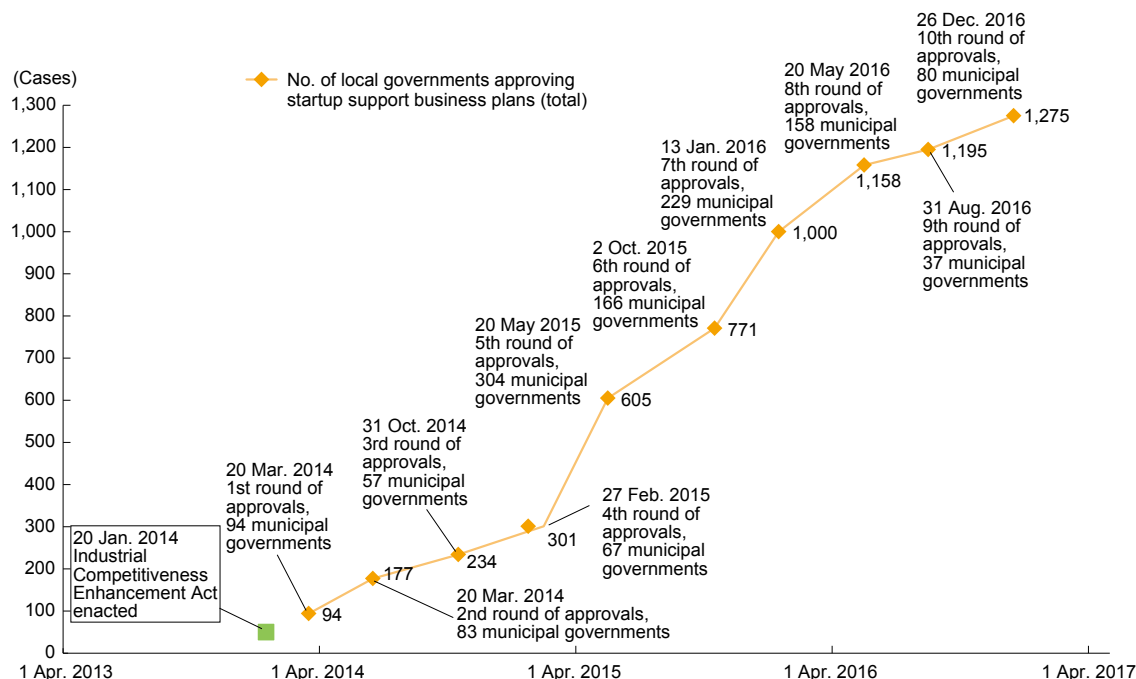 (Cases)
No. of local governments approving
startup support business plans (total)
1,300
1,200
1,100
1,000
900
800
700
600
500
400
300
200
100
0
1 Apr. 2013
1 Apr. 2014
1 Apr. 2015
1 Apr. 2016
1 Apr. 2017
20 Jan. 2014
Industrial
Competitiveness
Enhancement Act
enacted
20 Mar. 2014
1st round of
approvals,
94 municipal
governments
94
177
20 Mar. 2014
2nd round of approvals,
83 municipal governments
31 Oct. 2014
3rd round of
approvals,
57 municipal
governments
234
27 Feb. 2015
4th round of
approvals,
67 municipal
governments
301
20 May 2015
5th round of
approvals,
304 municipal
governments
605
2 Oct. 2015
6th round of
approvals,
166 municipal
governments
771
13 Jan. 2016
7th round of
approvals,
229 municipal
governments
1,000
20 May 2016
8th round of
approvals,
158 municipal
governments
1,158
31 Aug. 2016
9th round of
approvals,
37 municipal
governments
1,195
26 Dec. 2016
10th round of
approvals,
80 municipal
governments
1,275